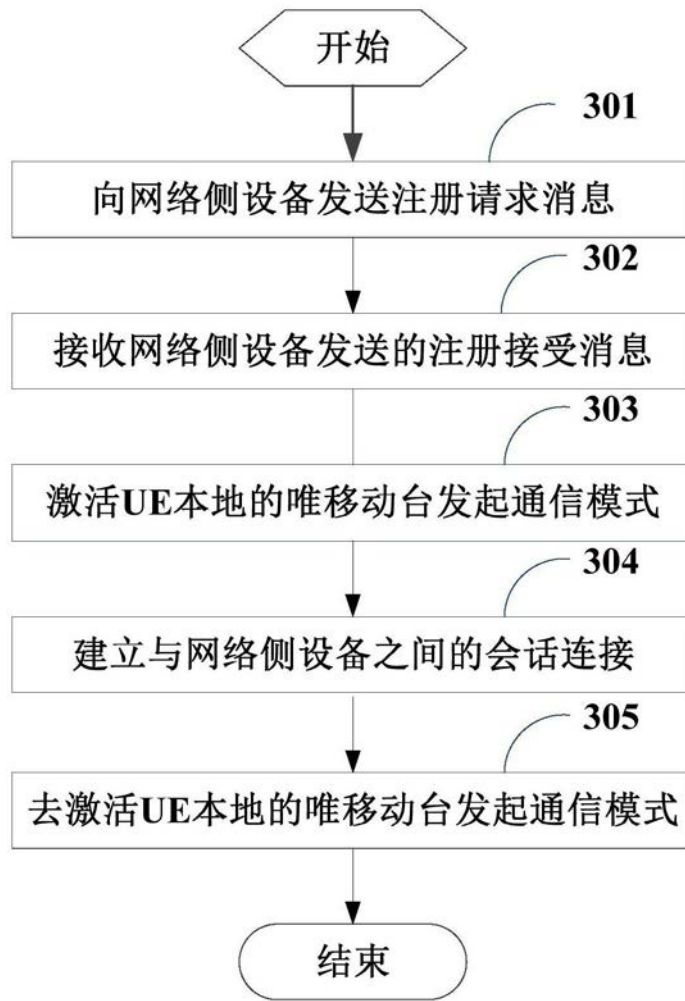 开始
301
向网络侧设备发送注册请求消息
302
接收网络侧设备发送的注册接受消息
303
激活UE本地的唯移动台发起通信模式
304
建立与网络侧设备之间的会话连接
305
去激活UE本地的唯移动台发起通信模式
结束